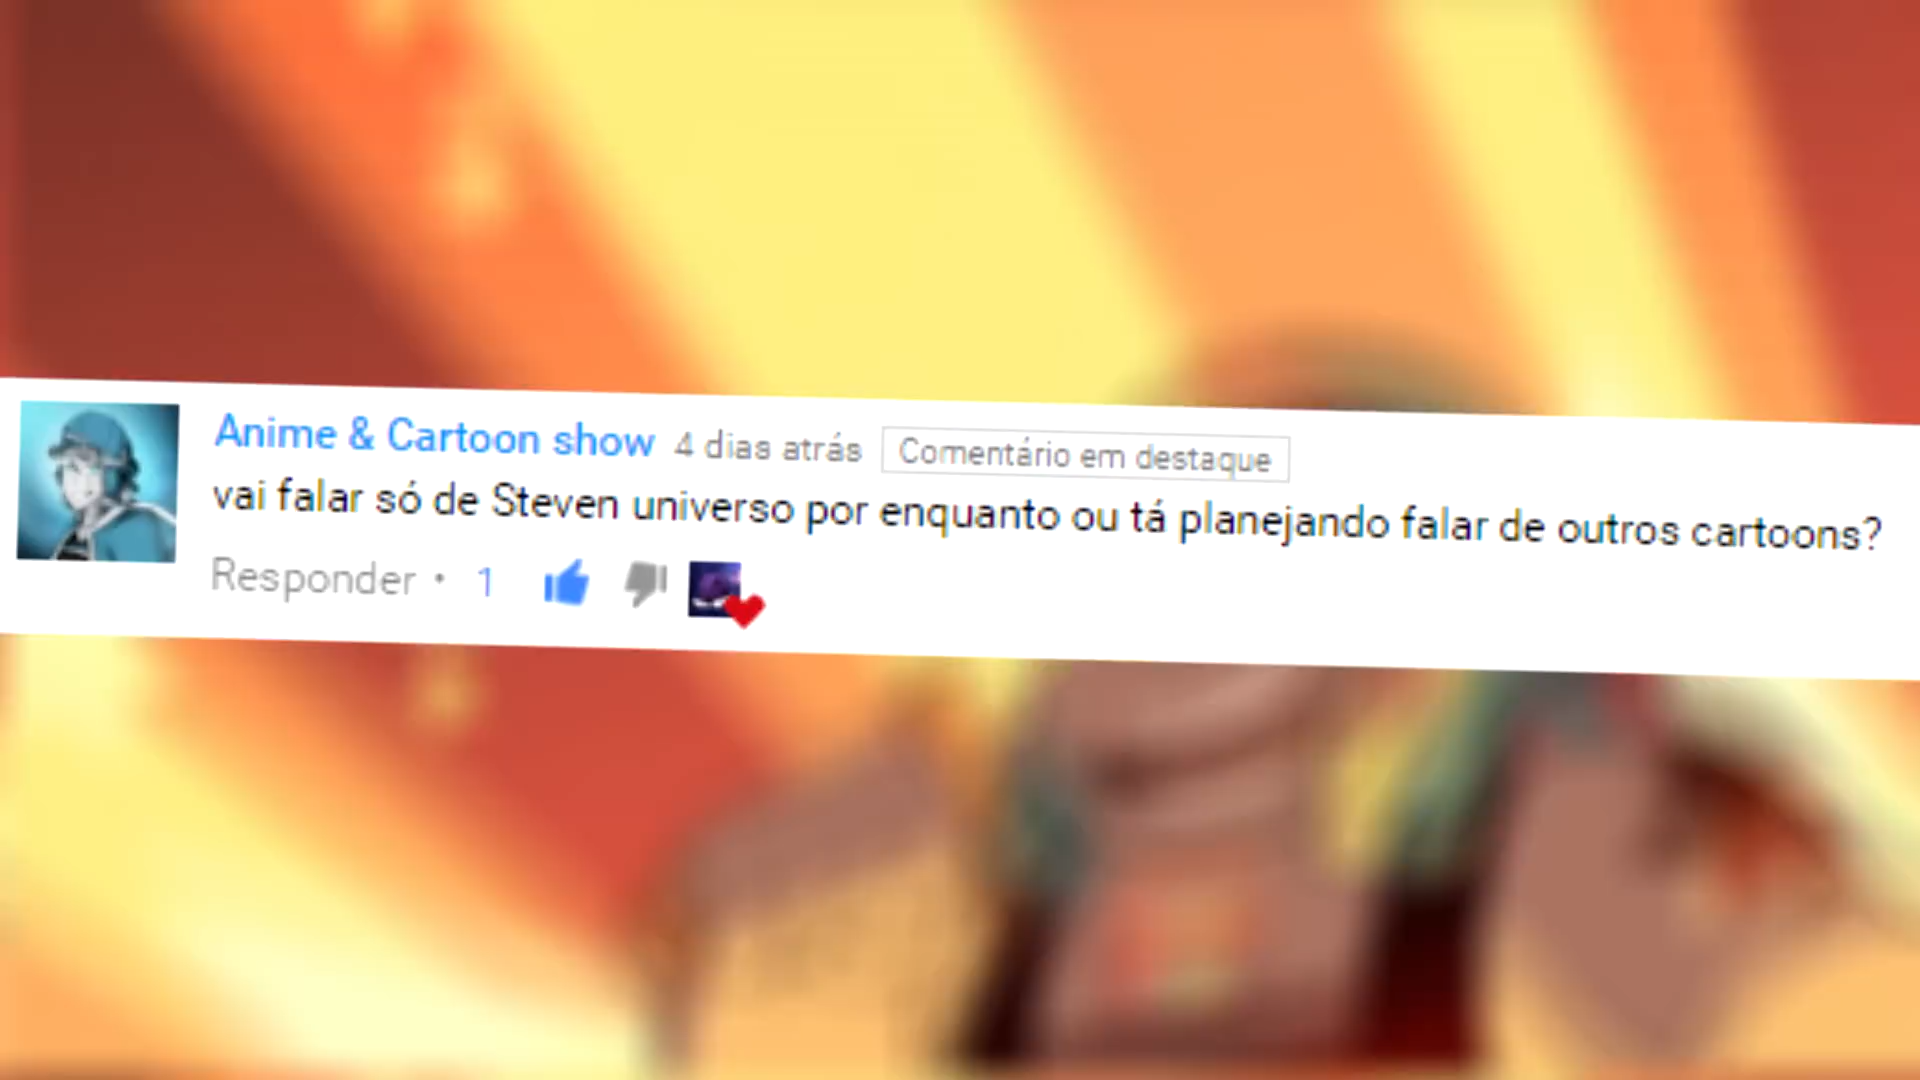 Anime & Cartoon show 4 dias atrás Comentário em destaque
vai falar só de Steven universo por enquanto ou tá planejando falar de outros cartoons?
Responder • 1